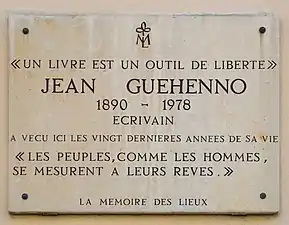 ML
« UN LIVRE EST UN OUTIL DE LIBERTE »
JEAN GUEHENNO
1890 - 1978
ECRIVAIN
A VECU ICI LES VINGT DERNIERES ANNEES DE SA VIE
« LES PEUPLES, COMME LES HOMMES,
SE MESURENT A LEURS REVES. »
LA MEMOIRE DES LIEUX